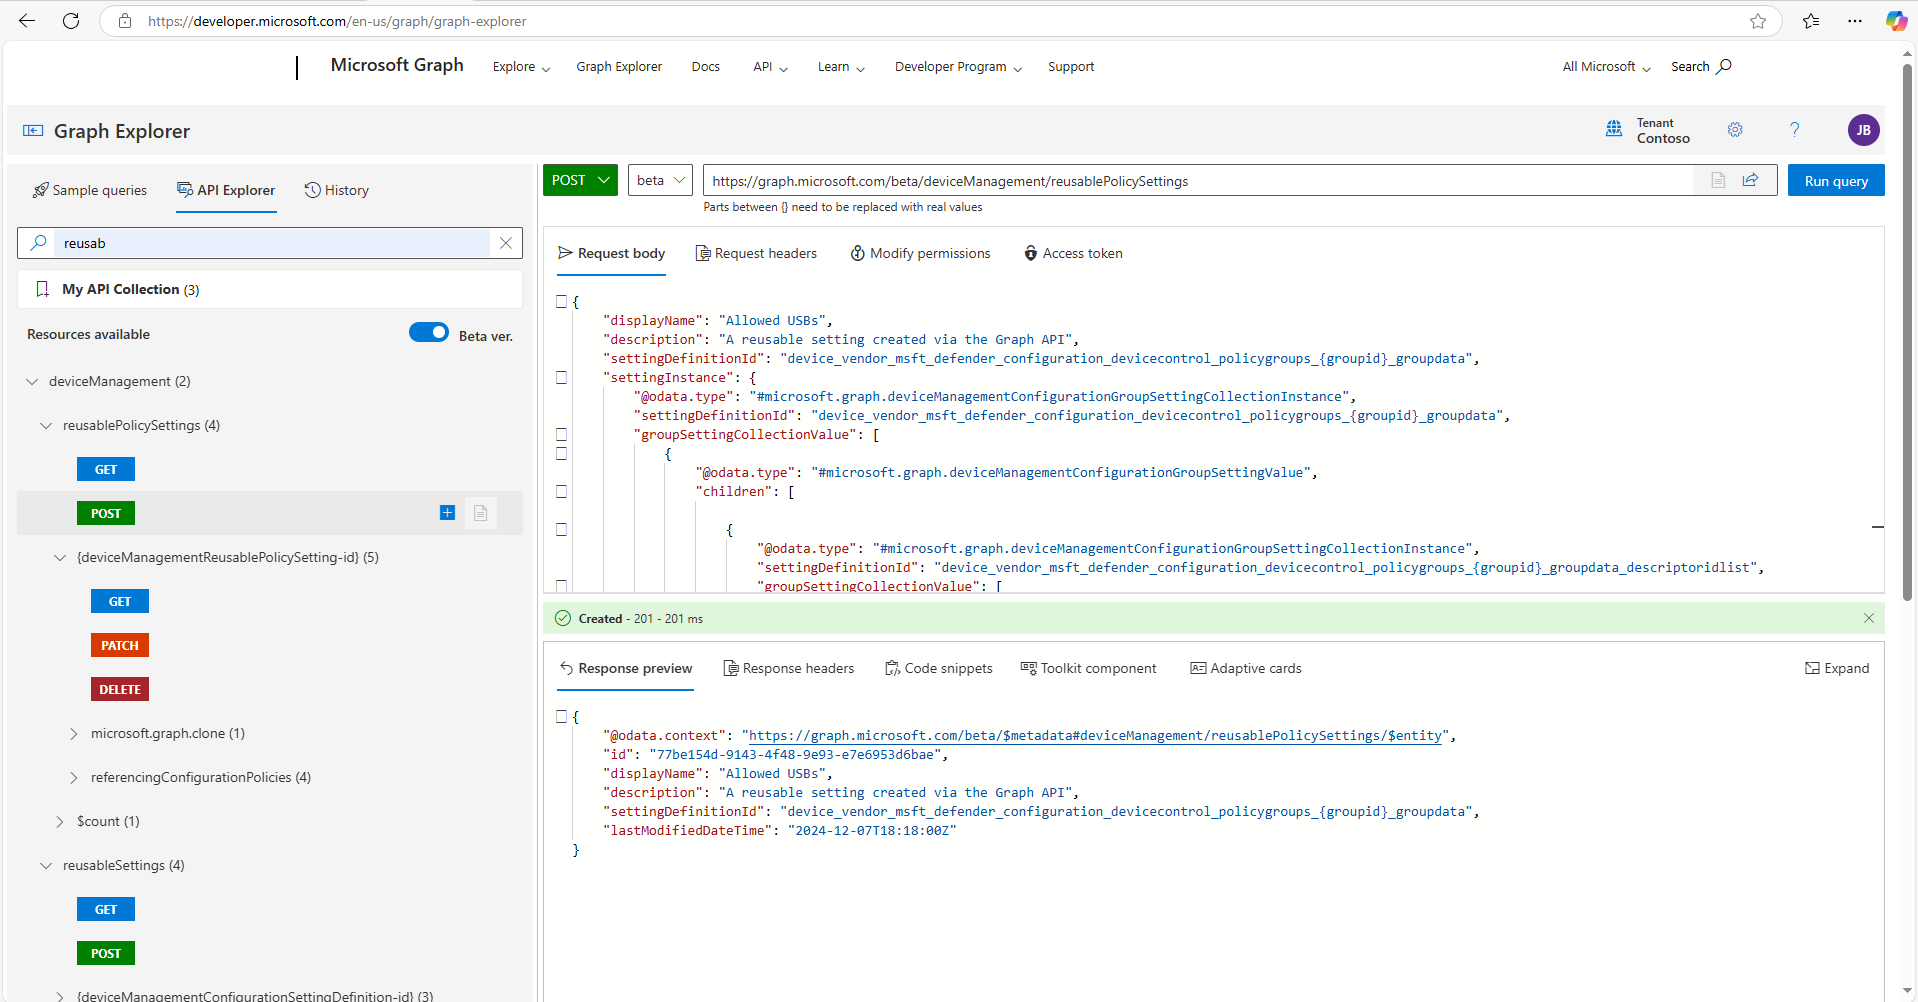 https://developer.microsoft.com/en-us/graph/graph-explorer
Microsoft Graph
Explore
Graph Explorer
Docs
API
Learn
Developer Program
Support
All Microsoft
Search
Graph Explorer
Tenant
Contoso
?
JB
Sample queries
API Explorer
History
reusab
My API Collection (3)
Resources available
Beta ver.
deviceManagement (2)
reusablePolicySettings (4)
GET
POST
{deviceManagementReusablePolicySetting-id} (5)
GET
PATCH
DELETE
microsoft.graph.clone (1)
referencingConfigurationPolicies (4)
$count (1)
reusableSettings (4)
GET
POST
{deviceManagementConfigurationSettingDefinition-id} (3)
POST
beta
https://graph.microsoft.com/beta/deviceManagement/reusablePolicySettings
Run query
Parts between {} need to be replaced with real values
Request body
Request headers
Modify permissions
Access token
{
"displayName": "Allowed USBs",
"description": "A reusable setting created via the Graph API",
"settingDefinitionId": "device_vendor_msft_defender_configuration_devicecontrol_policygroups_{groupid}_groupdata",
"settingInstance": {
"@odata.type": "#microsoft.graph.deviceManagementConfigurationGroupSettingCollectionInstance",
"settingDefinitionId": "device_vendor_msft_defender_configuration_devicecontrol_policygroups_{groupid}_groupdata",
"groupSettingCollectionValue": [
{
"@odata.type": "#microsoft.graph.deviceManagementConfigurationGroupSettingValue",
"children": [
{
"@odata.type": "#microsoft.graph.deviceManagementConfigurationGroupSettingCollectionInstance",
"settingDefinitionId": "device_vendor_msft_defender_configuration_devicecontrol_policygroups_{groupid}_groupdata_descriptoridlist",
"groupSettingCollectionValue": [
Created - 201 - 201 ms
Response preview
Response headers
Code snippets
Toolkit component
Adaptive cards
Expand
{
"@odata.context": "https://graph.microsoft.com/beta/$metadata#deviceManagement/reusablePolicySettings/$entity",
"id": "77be154d-9143-4f48-9e93-e7e6953d6bae",
"displayName": "Allowed USBs",
"description": "A reusable setting created via the Graph API",
"settingDefinitionId": "device_vendor_msft_defender_configuration_devicecontrol_policygroups_{groupid}_groupdata",
"lastModifiedDateTime": "2024-12-07T18:18:00Z"
}